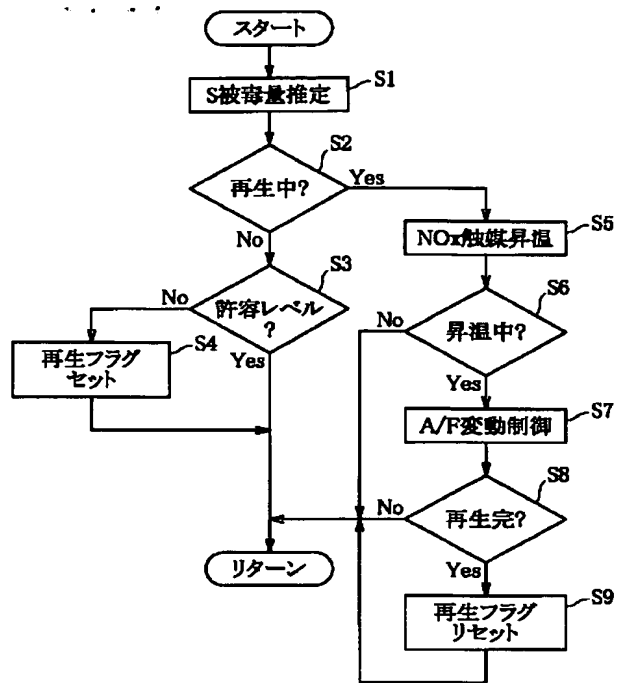 スタート
S1
S被毒量推定
S2
再生中?
Yes
No
S3
許容レベル
?
No
Yes
S4
再生フラグ
セット
リターン
S5
NOx触媒昇温
S6
昇温中?
No
Yes
S7
A/F変動制御
S8
再生完?
No
Yes
S9
再生フラグ
リセット